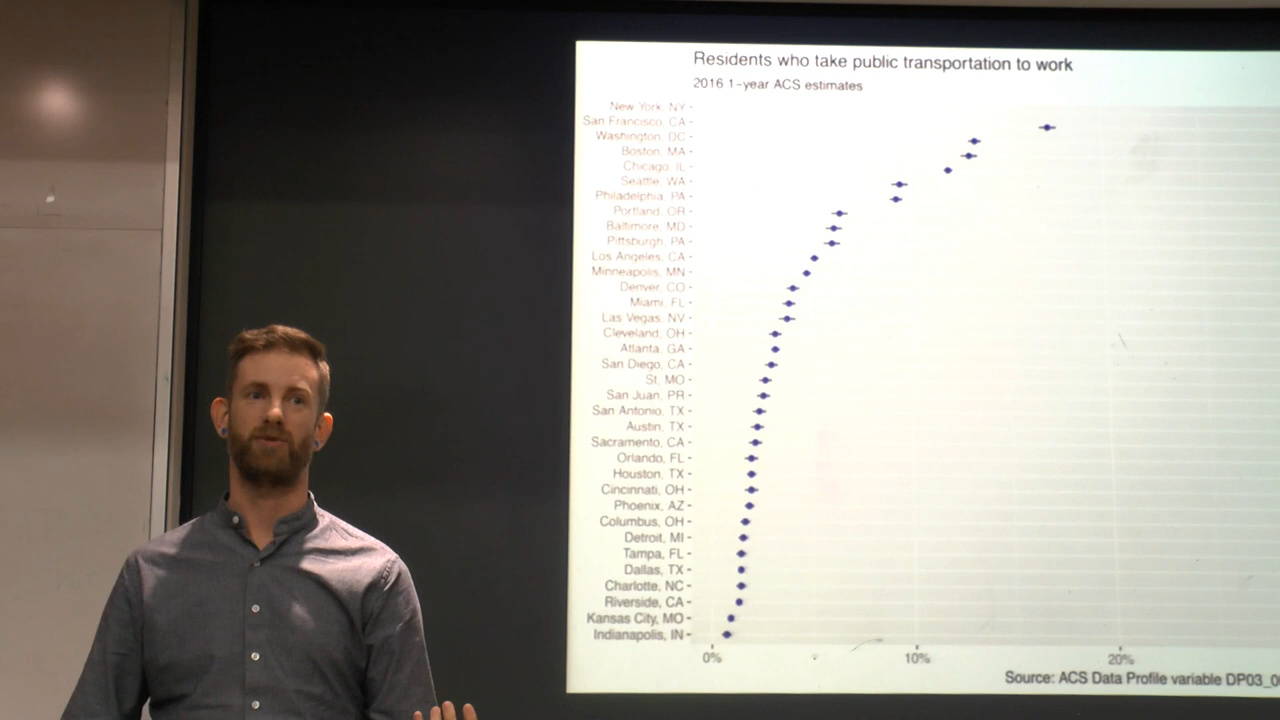 Residents who take public transportation to work
2016 1-year ACS estimates
New York, NY
San Francisco, CA
Washington, DC
Boston, MA
Chicago, IL
Seattle, WA
Philadelphia, PA
Portland, OR
Baltimore, MD
Pittsburgh, PA
Los Angeles, CA
Minneapolis, MN
Denver, CO
Miami, FL
Las Vegas, NV
Cleveland, OH
Atlanta, GA
San Diego, CA
St, MO
San Juan, PR
San Antonio, TX
Austin, TX
Sacramento, CA
Orlando, FL
Houston, TX
Cincinnati, OH
Phoenix, AZ
Columbus, OH
Detroit, MI
Tampa, FL
Dallas, TX
Charlotte, NC
Riverside, CA
Kansas City, MO
Indianapolis, IN
0% 10% 20%
Source: ACS Data Profile variable